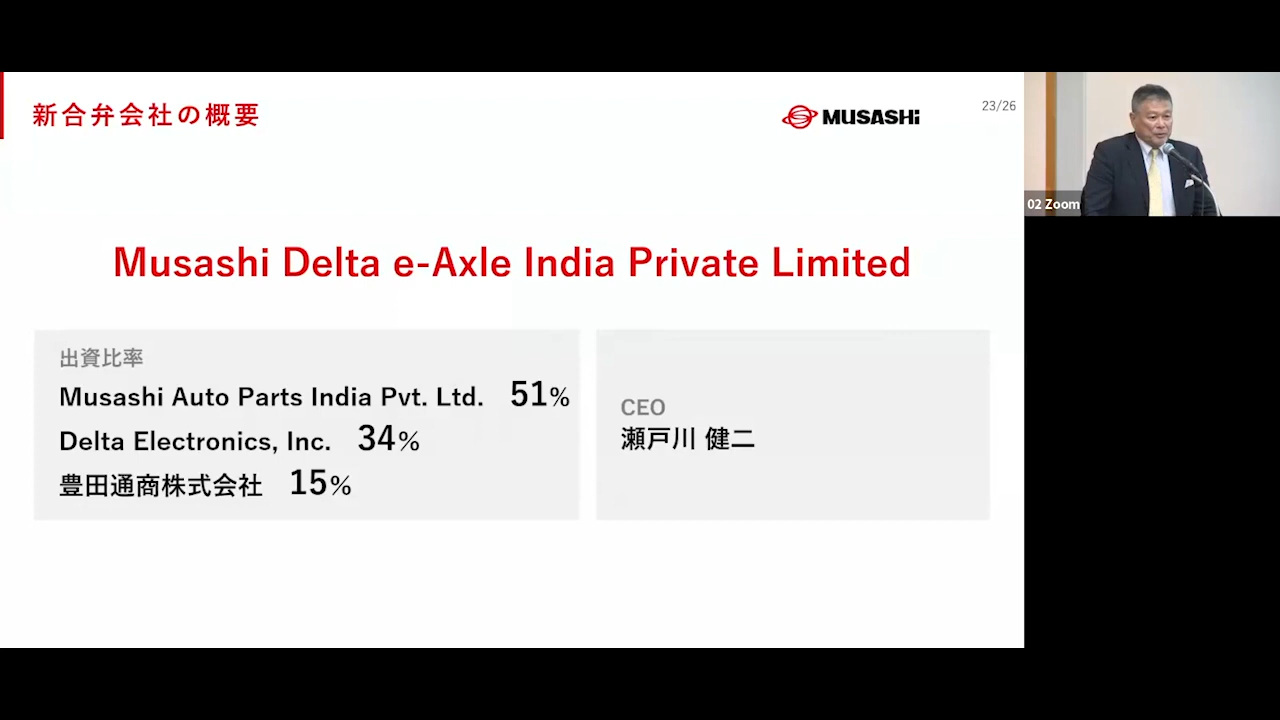 新合弁会社の概要
MUSASHi
23/26
02 Zoom
Musashi Delta e-Axle India Private Limited
出資比率
Musashi Auto Parts India Pvt. Ltd. 51%
Delta Electronics, Inc. 34%
豊田通商株式会社 15%
CEO
瀬戸川 健二